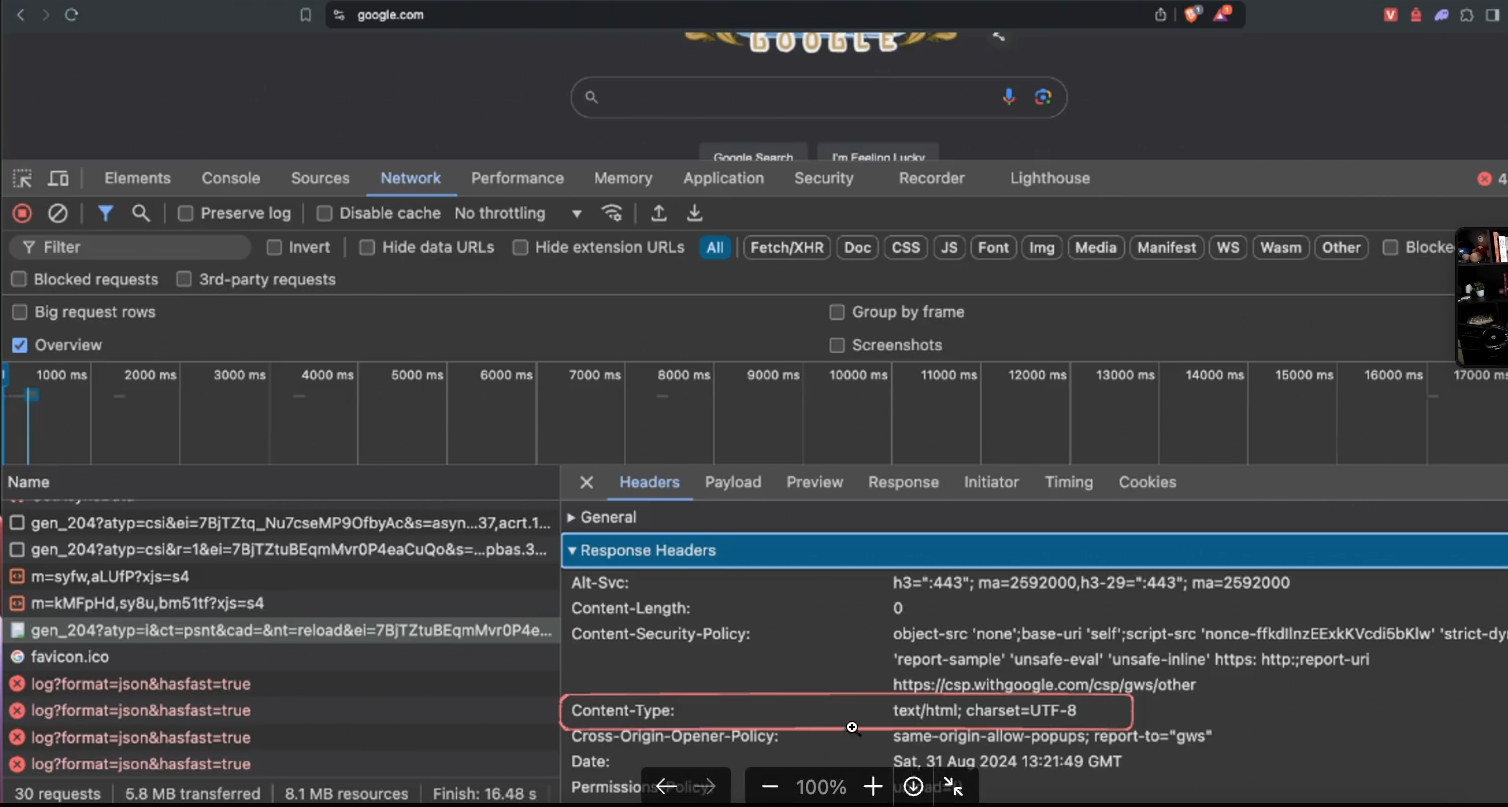 google.com
GOOGLE
Google Search I'm Feeling Lucky
Elements Console Sources Network Performance Memory Application Security Recorder Lighthouse 4
Preserve log Disable cache No throttling
Filter Invert Hide data URLs Hide extension URLs All Fetch/XHR Doc CSS JS Font Img Media Manifest WS Wasm Other Blocke
Blocked requests 3rd-party requests
Big request rows Group by frame
Overview Screenshots
1000 ms 2000 ms 3000 ms 4000 ms 5000 ms 6000 ms 7000 ms 8000 ms 9000 ms 10000 ms 11000 ms 12000 ms 13000 ms 14000 ms 15000 ms 16000 ms 17000 ms
Name
gen_204?atyp=csi&ei=7BjTZtq_Nu7cseMP9OfbyAc&s=asyn...37,acrt.1...
gen_204?atyp=csi&r=1&ei=7BjTZtuBEqmMvr0P4eaCuQo&s=...pbas.3...
m=syfw,aLUfP?xjs=s4
m=kMFpHd,sy8u,bm51tf?xjs=s4
gen_204?atyp=i&ct=psnt&cad=&nt=reload&ei=7BjTZtuBEqmMvr0P4e...
favicon.ico
log?format=json&hasfast=true
log?format=json&hasfast=true
log?format=json&hasfast=true
log?format=json&hasfast=true
30 requests 5.8 MB transferred 8.1 MB resources Finish: 16.48 s
Headers Payload Preview Response Initiator Timing Cookies
General
Response Headers
Alt-Svc: h3=":443"; ma=2592000,h3-29=":443"; ma=2592000
Content-Length: 0
Content-Security-Policy: object-src 'none';base-uri 'self';script-src 'nonce-ffkdIlnzEExkKVcdi5bKlw' 'strict-dy
'report-sample' 'unsafe-eval' 'unsafe-inline' https: http:;report-uri
https://csp.withgoogle.com/csp/gws/other
Content-Type: text/html; charset=UTF-8
Cross-Origin-Opener-Policy: same-origin-allow-popups; report-to="gws"
Date: Sat, 31 Aug 2024 13:21:49 GMT
Permissions-Policy:
100%